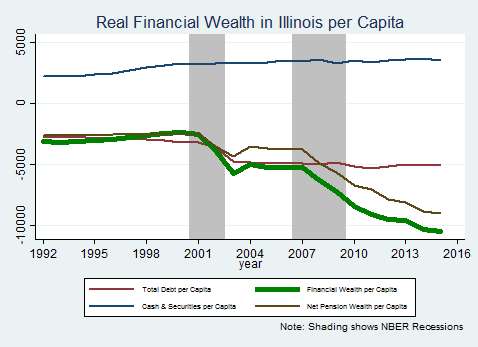 Real Financial Wealth in Illinois per Capita
5000
0
-5000
-10000
1992 1995 1998 2001 2004 2007 2010 2013 2016
year
Total Debt per Capita Financial Wealth per Capita
Cash & Securities per Capita Net Pension Wealth per Capita
Note: Shading shows NBER Recessions